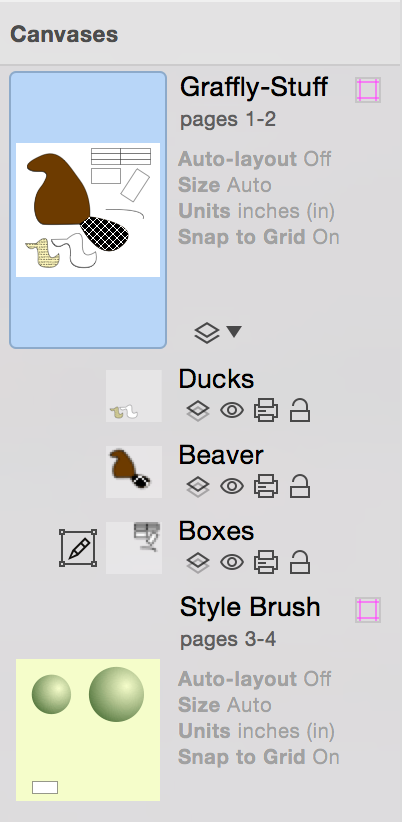 Canvases
Graffly-Stuff
pages 1-2
Auto-layout Off
Size Auto
Units inches (in)
Snap to Grid On
Ducks
Beaver
Boxes
Style Brush
pages 3-4
Auto-layout Off
Size Auto
Units inches (in)
Snap to Grid On